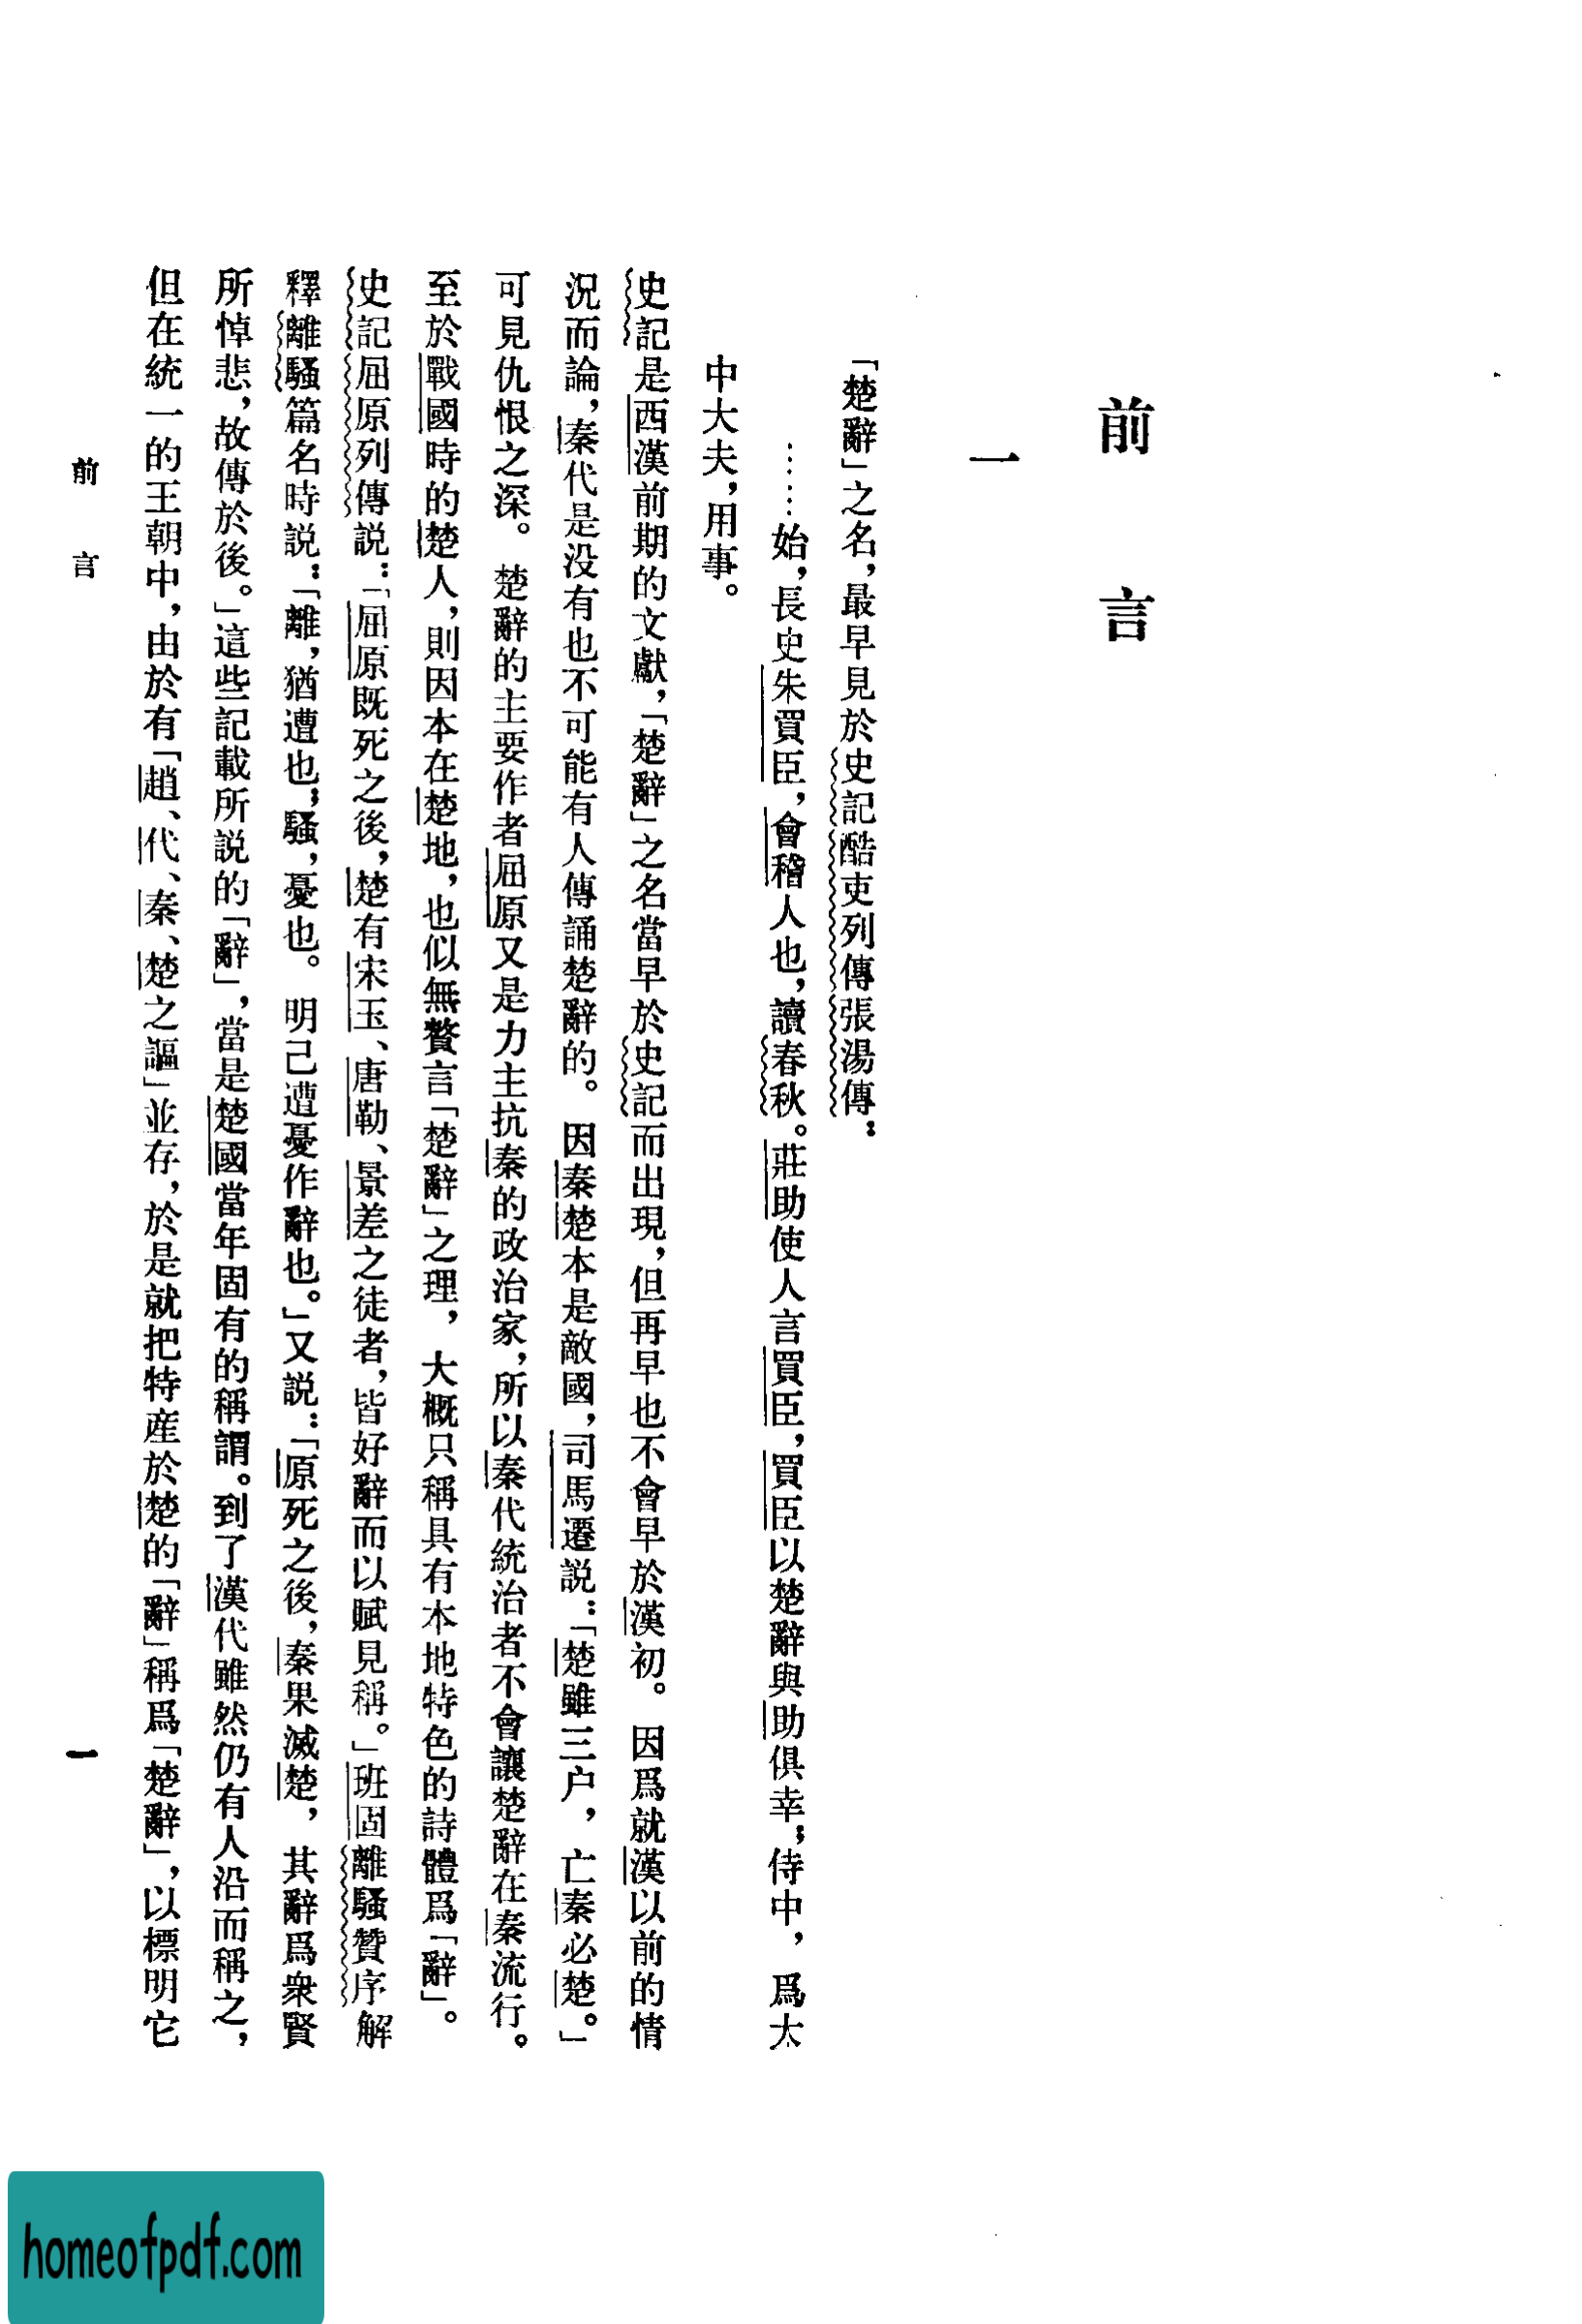 前言
一
「楚辭」之名，最早見於史記酷吏列傳張湯傳：
……始，長史朱買臣，會稽人也，讀春秋。莊助使人言買臣，買臣以楚辭與助俱幸；侍中，爲太
中大夫，用事。
史記是西漢前期的文獻，「楚辭」之名當早於史記而出現，但再早也不會早於漢初。因爲就漢以前的情
況而論，秦代是没有也不可能有人傳誦楚辭的。因秦楚本是敵國，司馬遷説：「楚雖三户，亡秦必楚。」
可見仇恨之深。楚辭的主要作者屈原又是力主抗秦的政治家，所以秦代統治者不會讓楚辭在秦流行。
至於戰國時的楚人，則因本在楚地，也似無贅言「楚辭」之理，大概只稱具有本地特色的詩體爲「辭」。
史記屈原列傳説：「屈原既死之後，楚有宋玉、唐勒、景差之徒者，皆好辭而以賦見稱。」班固離騷贊序解
釋離騷篇名時説：「離，猶遭也；騷，憂也。明己遭憂作辭也。」又説：「原死之後，秦果滅楚，其辭爲衆賢
所悼悲，故傳於後。」這些記載所説的「辭」，當是楚國當年固有的稱謂。到了漢代雖然仍有人沿而稱之，
但在統一的王朝中，由於有「趙、代、秦、楚之謳」並存，於是就把特産於楚的「辭」稱爲「楚辭」，以標明它
前言
一
homeofpdf.com